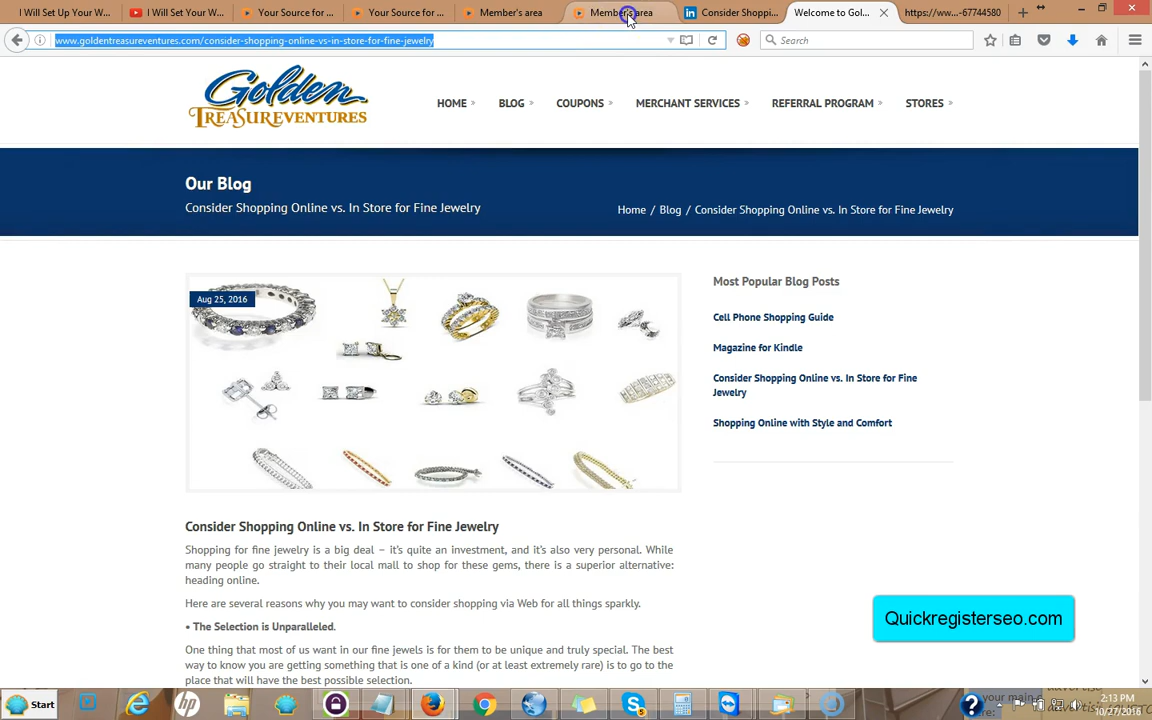 I Will Set Up Your W...
I Will Set Your W...
Your Source for ...
Your Source for ...
Member's area
Member's area
Consider Shoppi...
Welcome to Gol...
https://ww...-67744580
www.goldentreasureventures.com/consider-shopping-online-vs-in-store-for-fine-jewelry
Search
Golden
TREASUREVENTURES
HOME
BLOG
COUPONS
MERCHANT SERVICES
REFERRAL PROGRAM
STORES
Our Blog
Consider Shopping Online vs. In Store for Fine Jewelry
Home / Blog / Consider Shopping Online vs. In Store for Fine Jewelry
Aug 25, 2016
Most Popular Blog Posts
Cell Phone Shopping Guide
Magazine for Kindle
Consider Shopping Online vs. In Store for Fine
Jewelry
Shopping Online with Style and Comfort
Consider Shopping Online vs. In Store for Fine Jewelry
Shopping for fine jewelry is a big deal – it's quite an investment, and it's also very personal. While
many people go straight to their local mall to shop for these gems, there is a superior alternative:
heading online.
Here are several reasons why you may want to consider shopping via Web for all things sparkly.
• The Selection is Unparalleled.
One thing that most of us want in our fine jewels is for them to be unique and truly special. The best
way to know you are getting something that is one of a kind (or at least extremely rare) is to go to the
place that will have the best possible selection.
Quickregisterseo.com
Start
your main
2:13 PM
10/27/2016